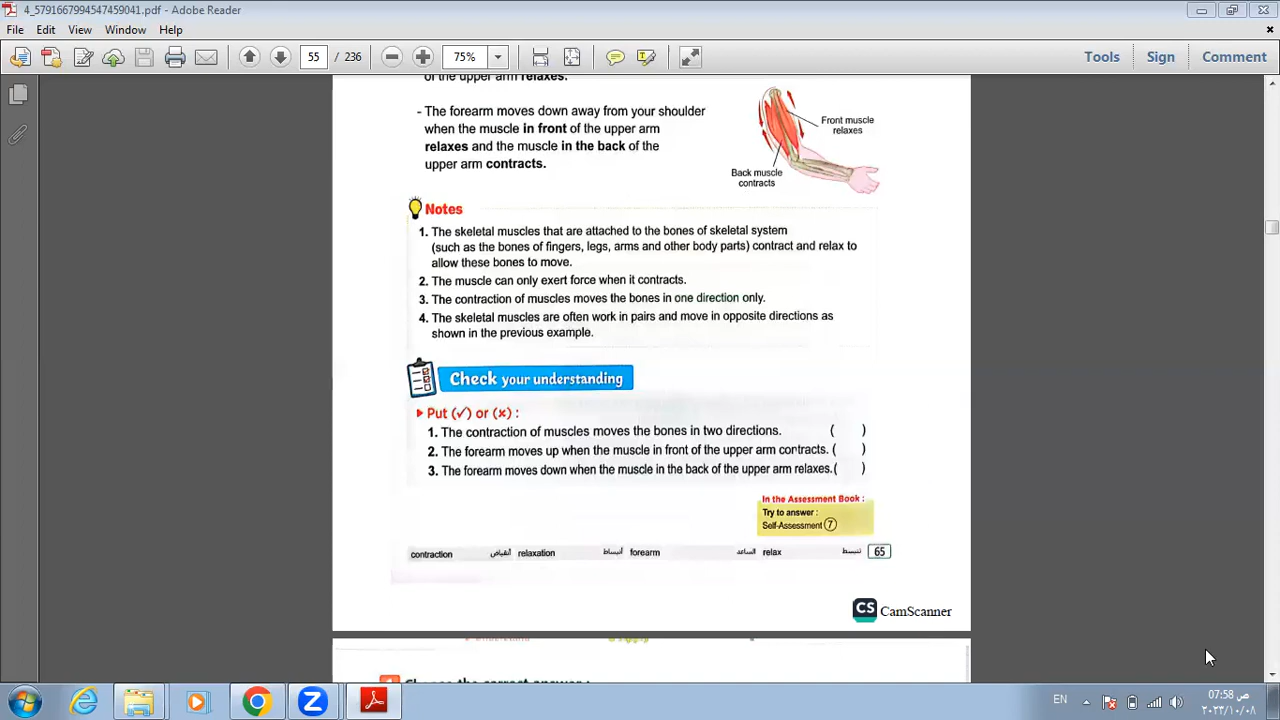 4_5791667994547459041.pdf - Adobe Reader
File Edit View Window Help
55 / 236 75% Tools Sign Comment
of the upper arm relaxes.
- The forearm moves down away from your shoulder
when the muscle in front of the upper arm
relaxes and the muscle in the back of the
upper arm contracts.
Front muscle
relaxes
Back muscle
contracts
Notes
1. The skeletal muscles that are attached to the bones of skeletal system
(such as the bones of fingers, legs, arms and other body parts) contract and relax to
allow these bones to move.
2. The muscle can only exert force when it contracts.
3. The contraction of muscles moves the bones in one direction only.
4. The skeletal muscles are often work in pairs and move in opposite directions as
shown in the previous example.
Check your understanding
Put (✓) or (×) :
1. The contraction of muscles moves the bones in two directions. ( )
2. The forearm moves up when the muscle in front of the upper arm contracts. ( )
3. The forearm moves down when the muscle in the back of the upper arm relaxes.( )
In the Assessment Book :
Try to answer :
Self-Assessment 7
contraction أنقباض relaxation أنبساط forearm الساعد relax تنبسط 65
CS CamScanner
Choose the correct answer :
EN
07:58 ص
٢٠٢٣/١٠/٠٨